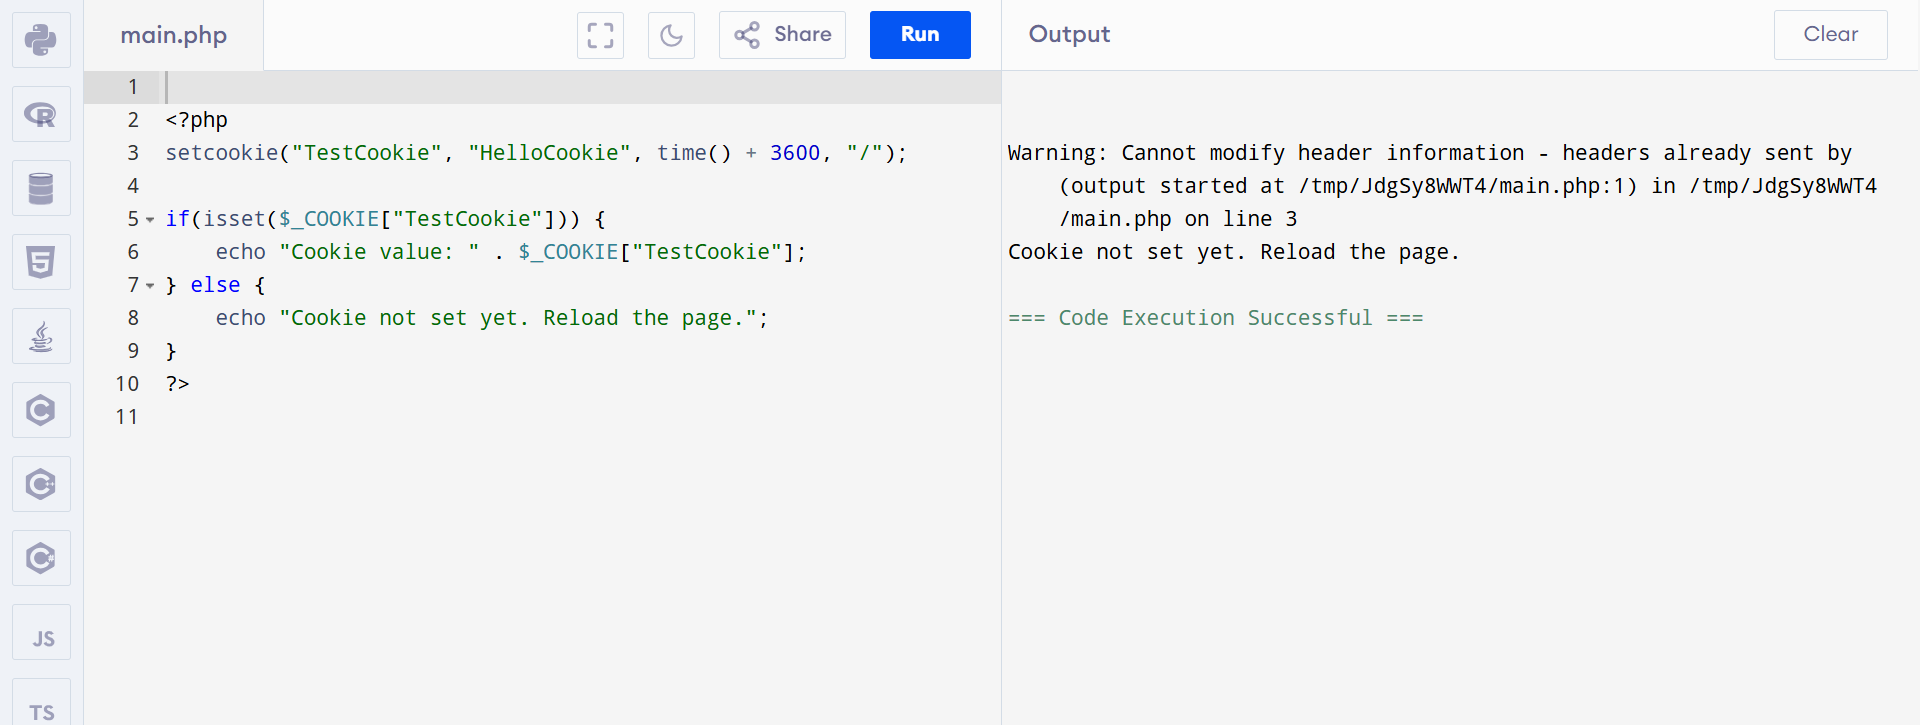 main.php
Share
Run
Output
Clear
1
2 <?php
3 setcookie("TestCookie", "HelloCookie", time() + 3600, "/");
4
5 if(isset($_COOKIE["TestCookie"])) {
6     echo "Cookie value: " . $_COOKIE["TestCookie"];
7 } else {
8     echo "Cookie not set yet. Reload the page.";
9 }
10 ?>
11
Warning: Cannot modify header information - headers already sent by
(output started at /tmp/JdgSy8WWT4/main.php:1) in /tmp/JdgSy8WWT4
/main.php on line 3
Cookie not set yet. Reload the page.
=== Code Execution Successful ===
R
5
C
C
C#
JS
TS